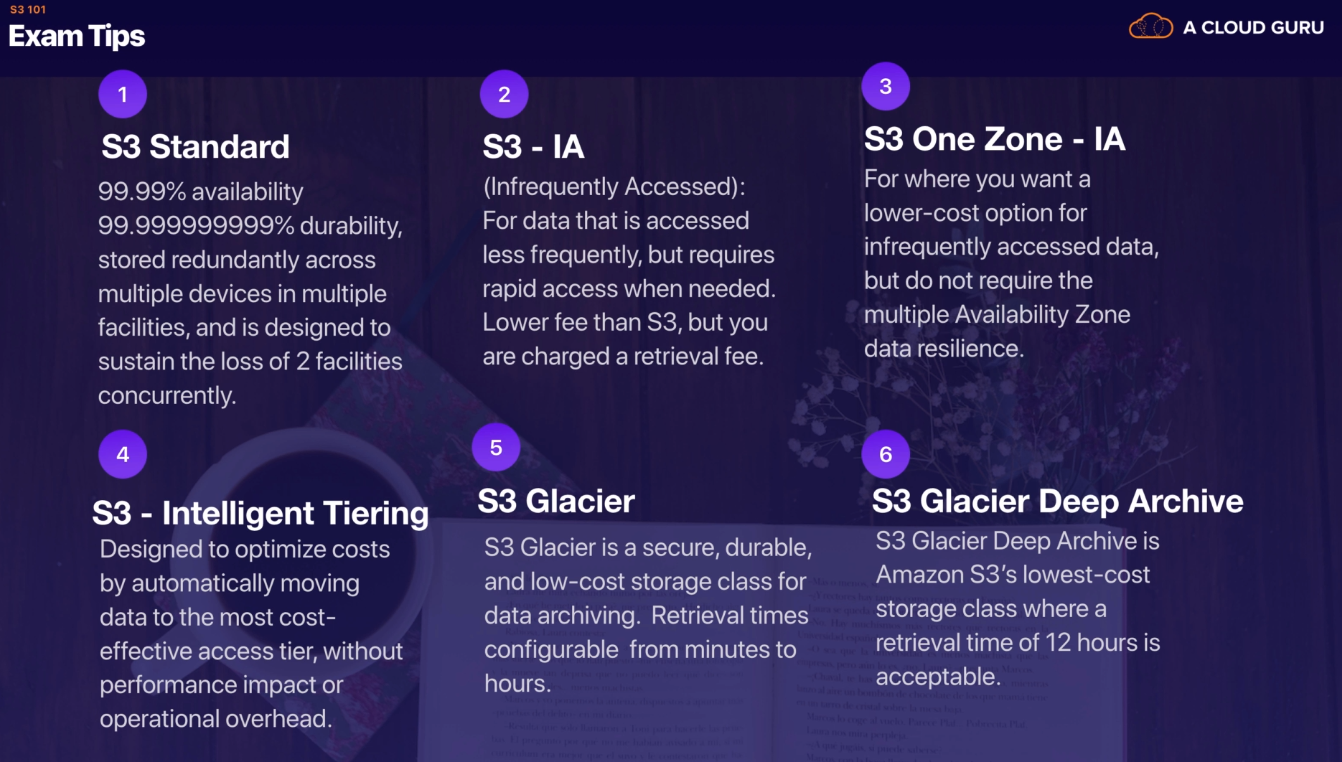 S3 101
Exam Tips
A CLOUD GURU
1
S3 Standard
99.99% availability
99.999999999% durability,
stored redundantly across
multiple devices in multiple
facilities, and is designed to
sustain the loss of 2 facilities
concurrently.
2
S3 - IA
(Infrequently Accessed):
For data that is accessed
less frequently, but requires
rapid access when needed.
Lower fee than S3, but you
are charged a retrieval fee.
3
S3 One Zone - IA
For where you want a
lower-cost option for
infrequently accessed data,
but do not require the
multiple Availability Zone
data resilience.
4
S3 - Intelligent Tiering
Designed to optimize costs
by automatically moving
data to the most cost-
effective access tier, without
performance impact or
operational overhead.
5
S3 Glacier
S3 Glacier is a secure, durable,
and low-cost storage class for
data archiving.  Retrieval times
configurable  from minutes to
hours.
6
S3 Glacier Deep Archive
S3 Glacier Deep Archive is
Amazon S3’s lowest-cost
storage class where a
retrieval time of 12 hours is
acceptable.